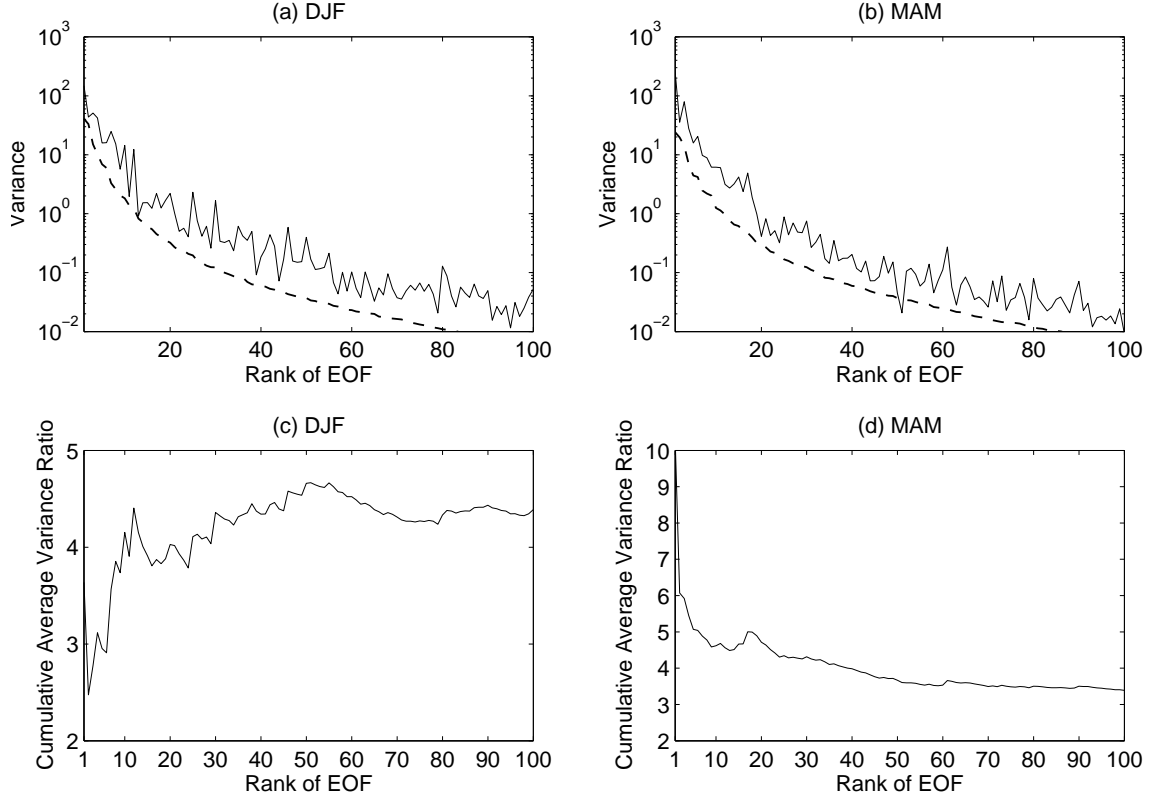 (a) DJF
10^3
10^2
10^1
10^0
10^-1
10^-2
Variance
20 40 60 80 100
Rank of EOF
(b) MAM
10^3
10^2
10^1
10^0
10^-1
10^-2
Variance
20 40 60 80 100
Rank of EOF
(c) DJF
5
4
3
2
Cumulative Average Variance Ratio
1 10 20 30 40 50 60 70 80 90 100
Rank of EOF
(d) MAM
10
9
8
7
6
5
4
3
2
Cumulative Average Variance Ratio
1 10 20 30 40 50 60 70 80 90 100
Rank of EOF